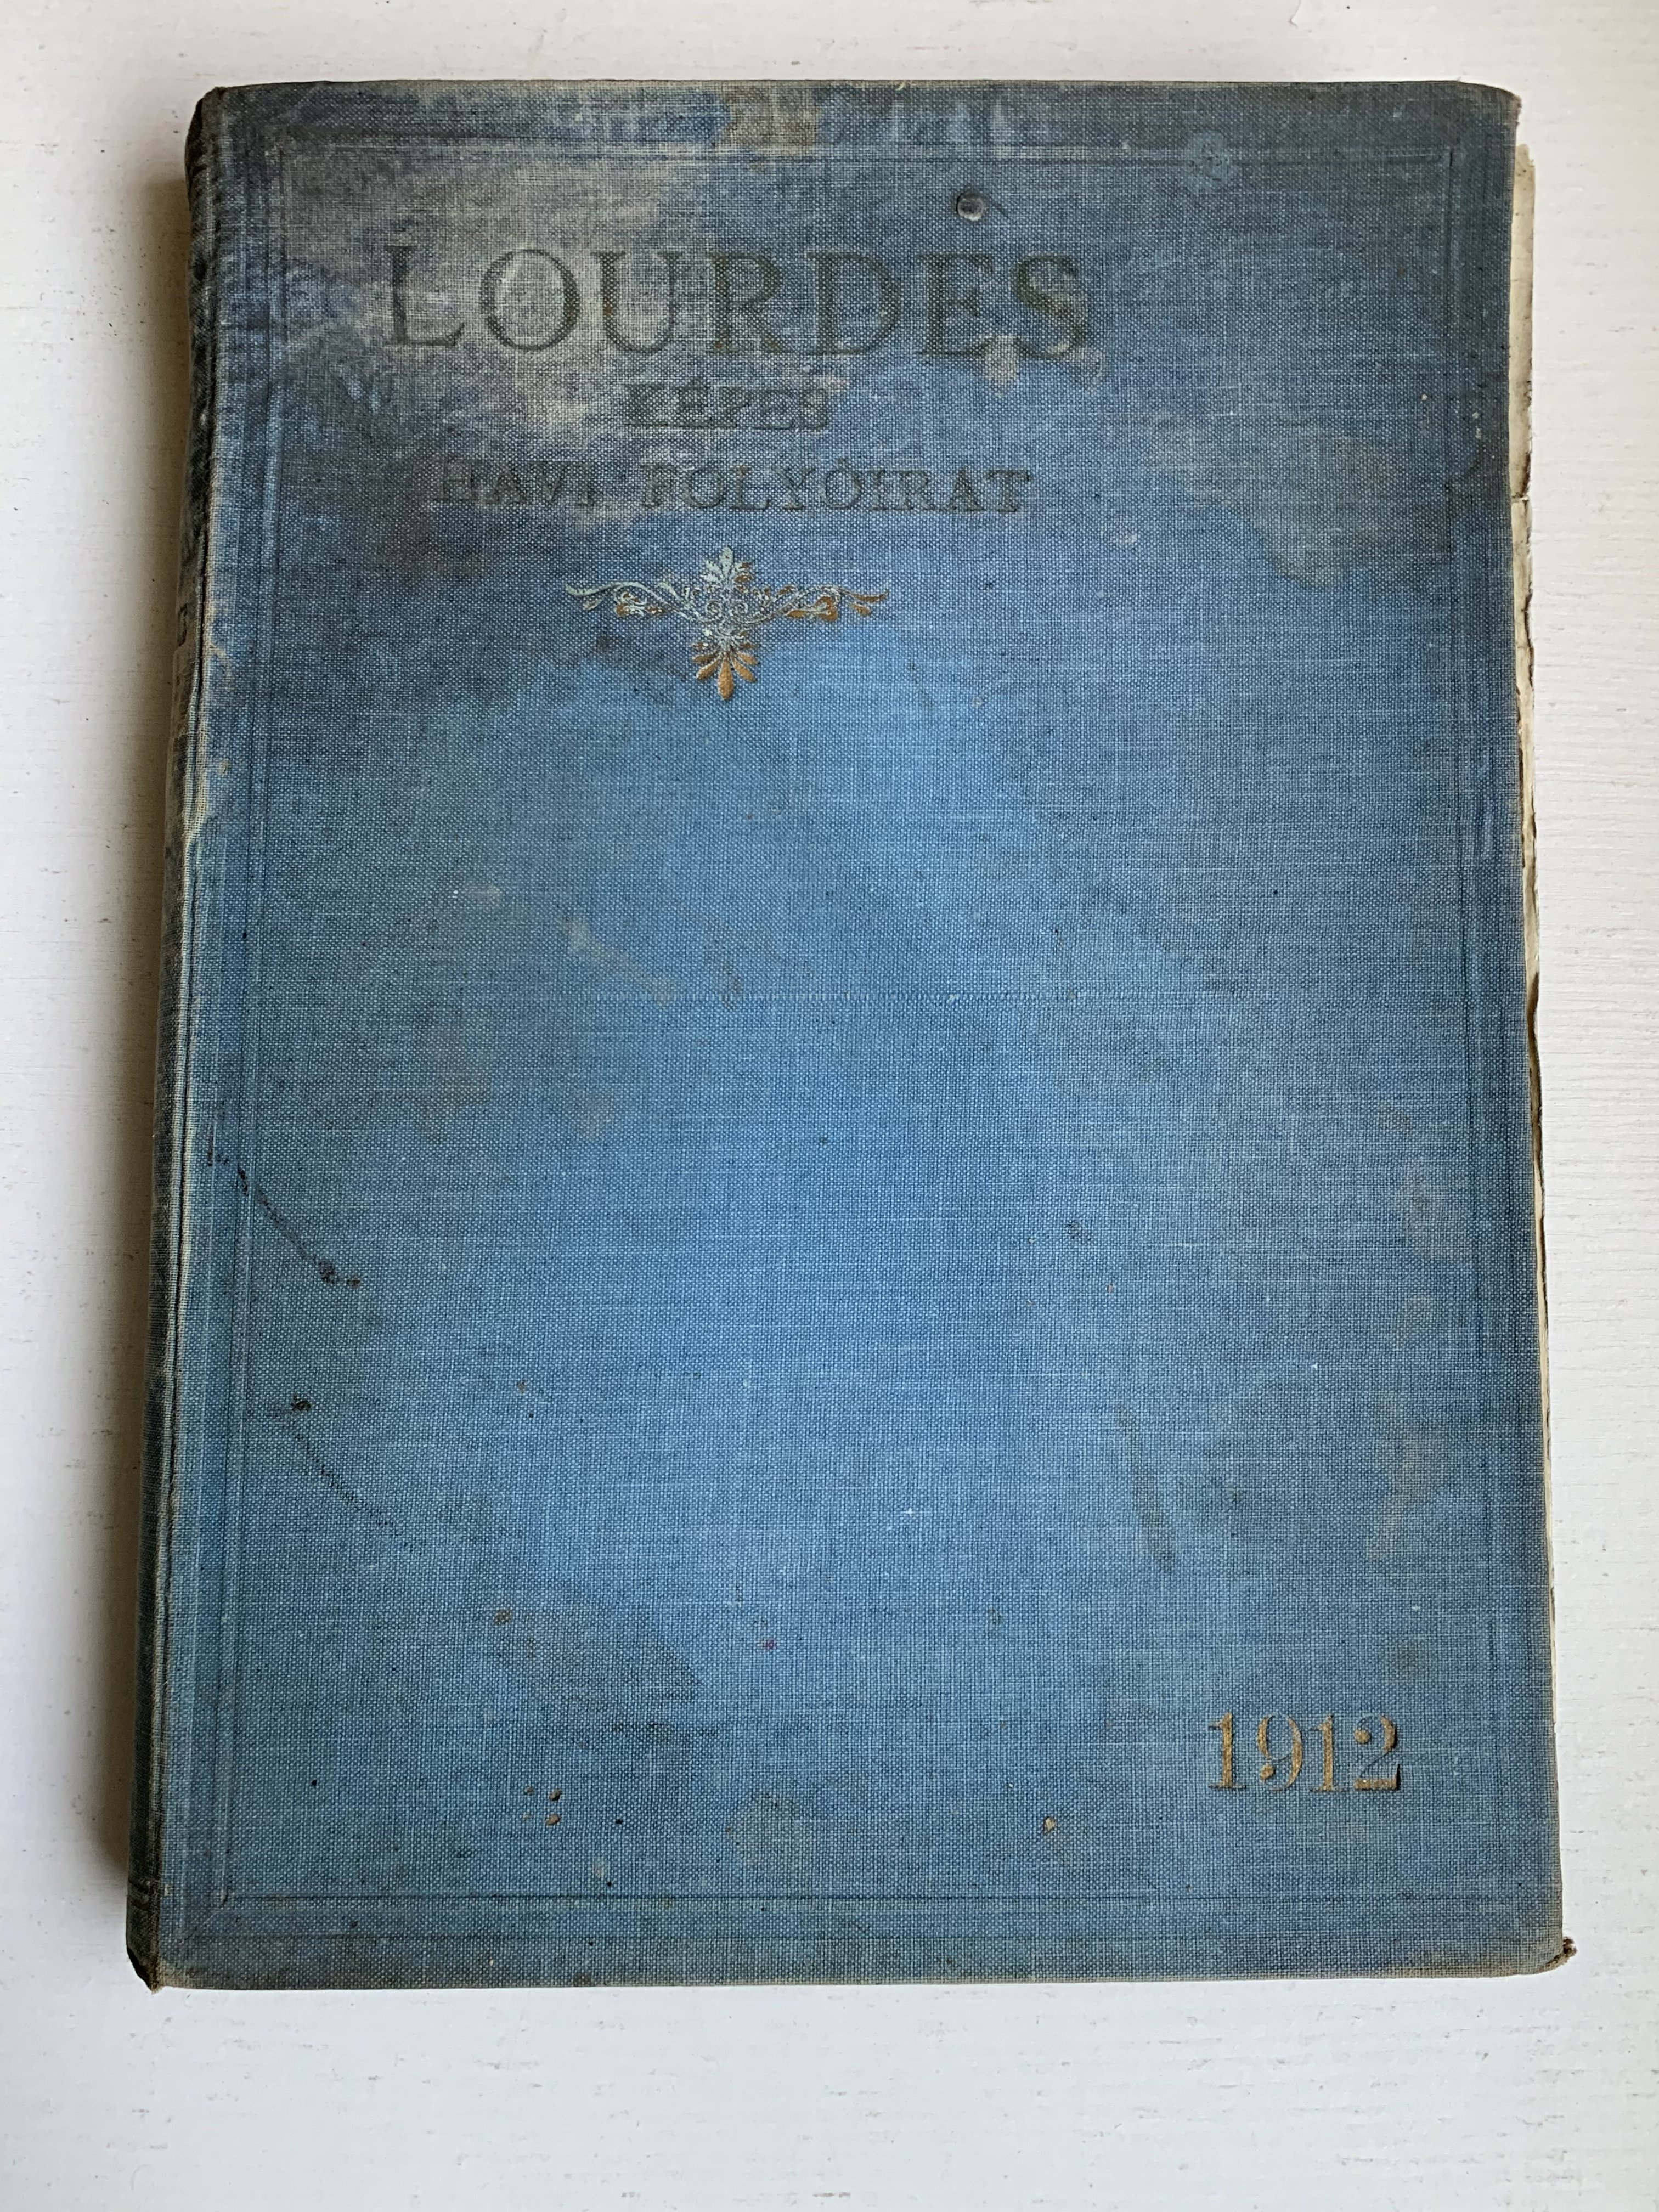 LOURDES
KÉPES
HAVI FOLYÓIRAT
1912